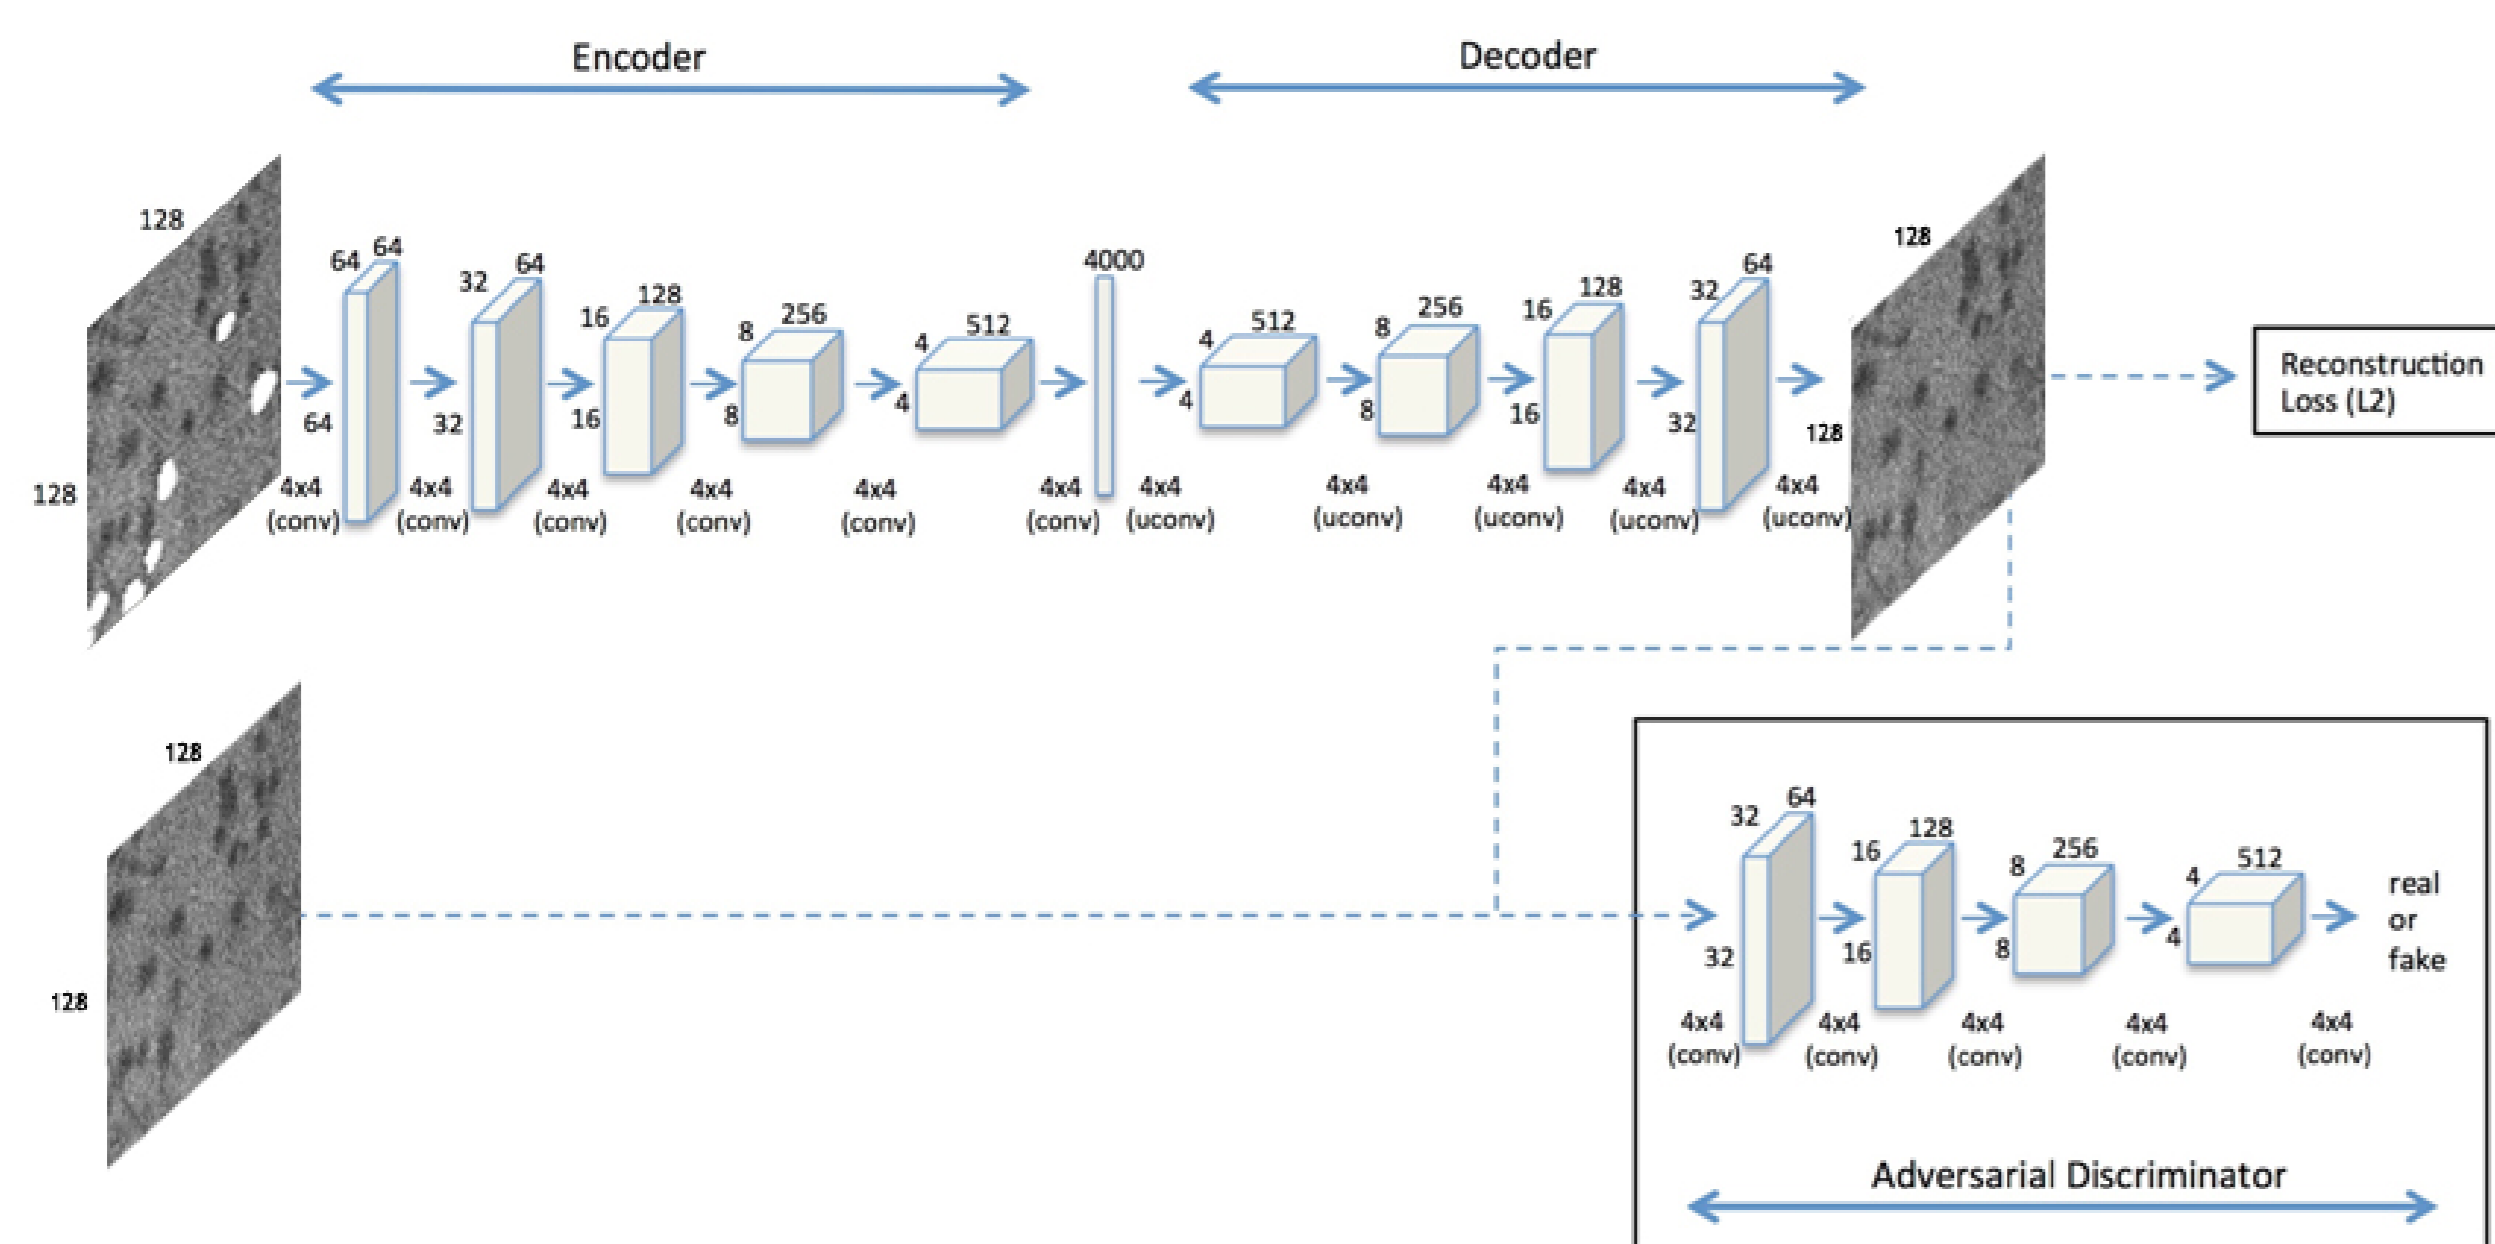 Encoder
Decoder
128
128
64
64
64
4x4
(conv)
32
64
32
4x4
(conv)
16
128
16
4x4
(conv)
8
256
8
4x4
(conv)
4
512
4
4x4
(conv)
4000
4x4
(conv)
4x4
(uconv)
4
512
4
4x4
(uconv)
8
256
8
4x4
(uconv)
16
128
16
4x4
(uconv)
32
64
32
4x4
(uconv)
128
128
Reconstruction
Loss (L2)
128
128
32
64
32
4x4
(conv)
16
128
16
4x4
(conv)
8
256
8
4x4
(conv)
4
512
4
4x4
(conv)
4x4
(conv)
real
or
fake
Adversarial Discriminator